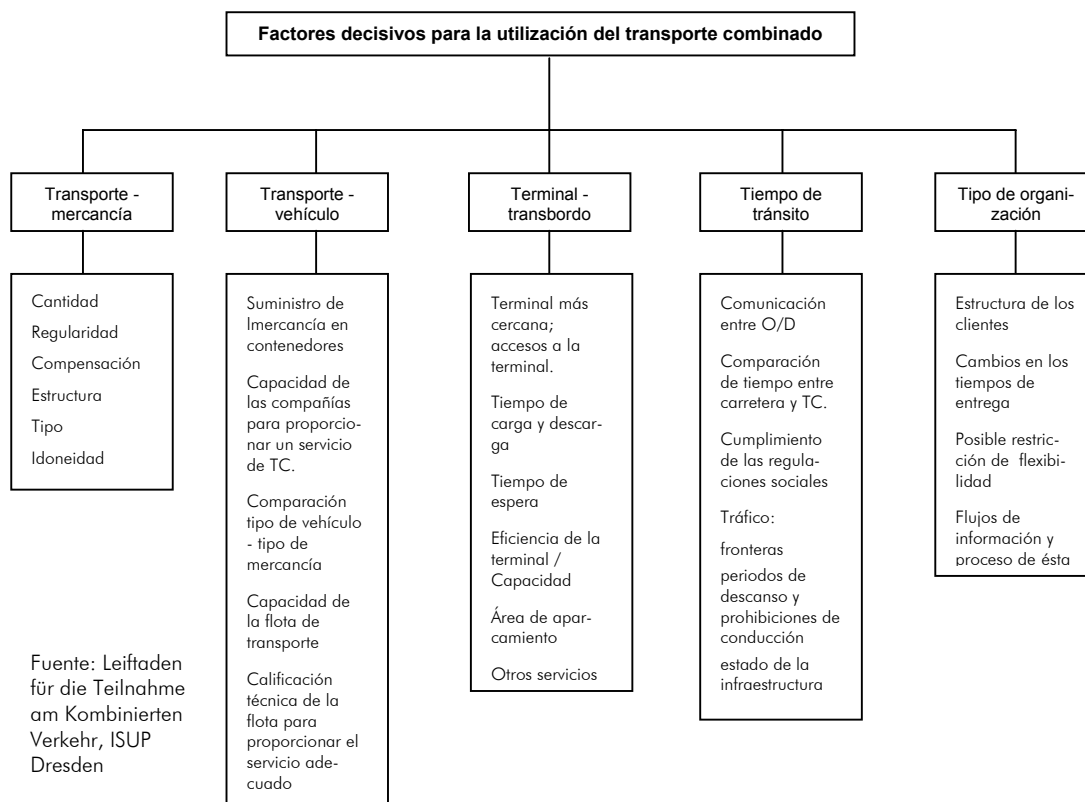 Factores decisivos para la utilización del transporte combinado
Transporte -
mercancía
Transporte -
vehículo
Terminal -
transbordo
Tiempo de
tránsito
Tipo de organi-
zación
Cantidad
Regularidad
Compensación
Estructura
Tipo
Idoneidad
Suministro de
lmercancía en
contenedores
Capacidad de
las compañías
para proporcio-
nar un servicio
de TC.
Comparación
tipo de vehículo
- tipo de
mercancía
Capacidad de
la flota de
transporte
Calificación
técnica de la
flota para
proporcionar el
servicio ade-
cuado
Terminal más
cercana;
accesos a la
terminal.
Tiempo de
carga y descar-
ga
Tiempo de
espera
Eficiencia de la
terminal /
Capacidad
Área de apar-
camiento
Otros servicios
Comunicación
entre O/D
Comparación
de tiempo entre
carretera y TC.
Cumplimiento
de las regula-
ciones sociales
Tráfico:
fronteras
periodos de
descanso y
prohibiciones de
conducción
estado de la
infraestructura
Estructura de los
clientes
Cambios en los
tiempos de
entrega
Posible restric-
ción de flexibi-
lidad
Flujos de
información y
proceso de ésta
Fuente: Leiftaden
für die Teilnahme
am Kombinierten
Verkehr, ISUP
Dresden